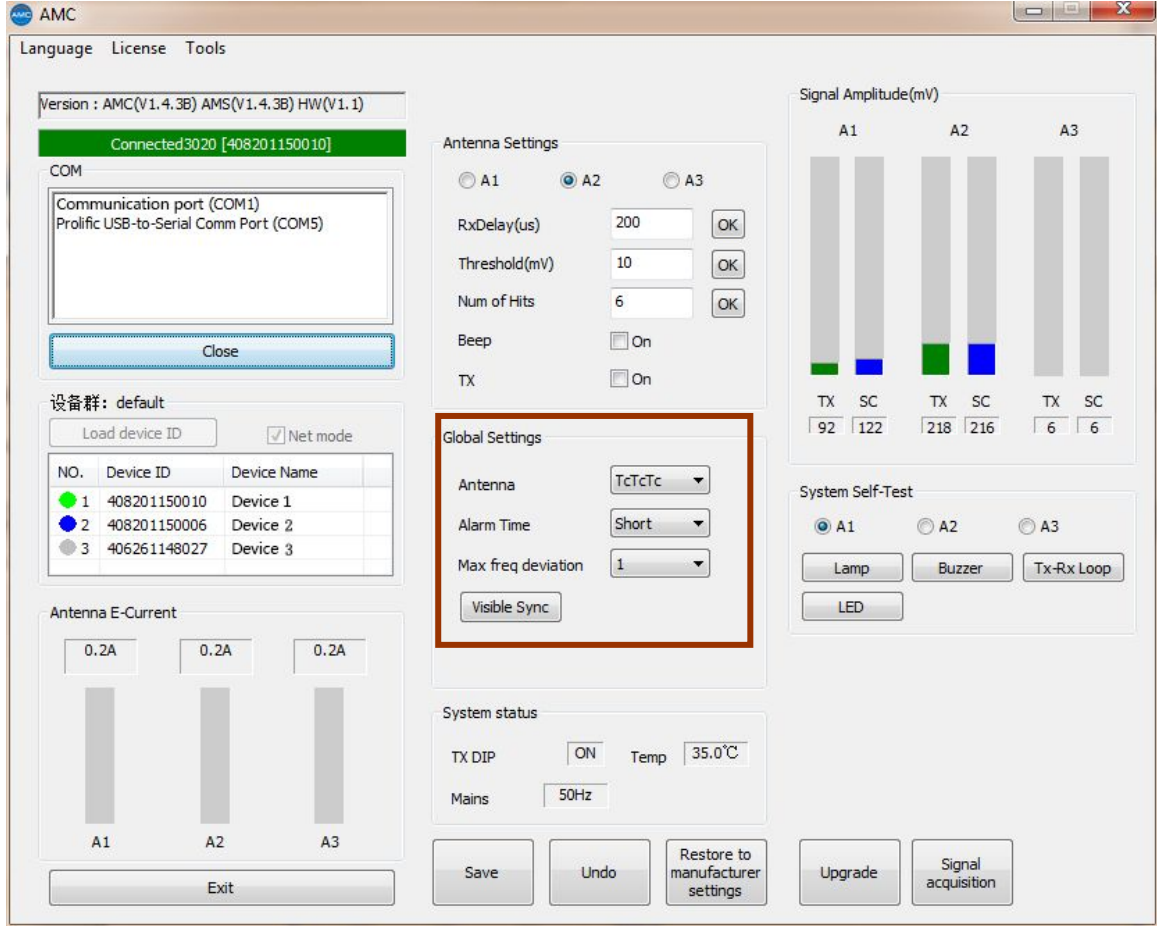 AMC
Language License Tools
Version : AMC(V1.4.3B) AMS(V1.4.3B) HW(V1.1)
Connected3020 [408201150010]
COM
Communication port (COM1)
Prolific USB-to-Serial Comm Port (COM5)
Close
设备群: default
Load device ID Net mode
NO. Device ID Device Name
1 408201150010 Device 1
2 408201150006 Device 2
3 406261148027 Device 3
Antenna E-Current
0.2A 0.2A 0.2A
A1 A2 A3
Exit
Antenna Settings
A1 A2 A3
RxDelay(us) 200 OK
Threshold(mV) 10 OK
Num of Hits 6 OK
Beep On
TX On
Global Settings
Antenna TcTcTc
Alarm Time Short
Max freq deviation 1
Visible Sync
System status
TX DIP ON Temp 35.0℃
Mains 50Hz
Save Undo Restore to manufacturer settings
Signal Amplitude(mV)
A1 A2 A3
TX SC TX SC TX SC
92 122 218 216 6 6
System Self-Test
A1 A2 A3
Lamp Buzzer Tx-Rx Loop
LED
Upgrade Signal acquisition